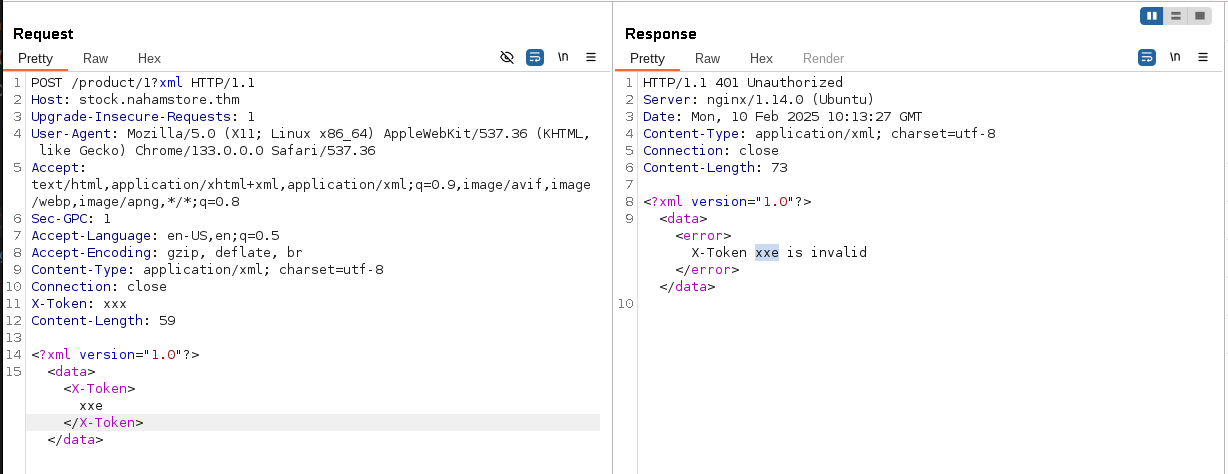 Request
Pretty Raw Hex
\n
1 POST /product/1?xml HTTP/1.1
2 Host: stock.nahamstore.thm
3 Upgrade-Insecure-Requests: 1
4 User-Agent: Mozilla/5.0 (X11; Linux x86_64) AppleWebKit/537.36 (KHTML,
like Gecko) Chrome/133.0.0.0 Safari/537.36
5 Accept:
text/html,application/xhtml+xml,application/xml;q=0.9,image/avif,image
/webp,image/apng,*/*;q=0.8
6 Sec-GPC: 1
7 Accept-Language: en-US,en;q=0.5
8 Accept-Encoding: gzip, deflate, br
9 Content-Type: application/xml; charset=utf-8
10 Connection: close
11 X-Token: xxx
12 Content-Length: 59
13
14 <?xml version="1.0"?>
15 <data>
<X-Token>
xxe
</X-Token>
</data>
Response
Pretty Raw Hex Render
\n
1 HTTP/1.1 401 Unauthorized
2 Server: nginx/1.14.0 (Ubuntu)
3 Date: Mon, 10 Feb 2025 10:13:27 GMT
4 Content-Type: application/xml; charset=utf-8
5 Connection: close
6 Content-Length: 73
7
8 <?xml version="1.0"?>
9 <data>
<error>
X-Token xxe is invalid
</error>
</data>
10